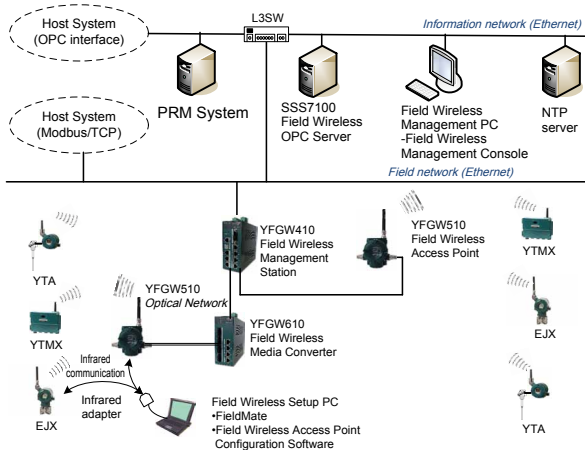 L3SW
Host System
(OPC interface)
Information network (Ethernet)
PRM System
SSS7100
Field Wireless
OPC Server
Field Wireless
Management PC
-Field Wireless
Management Console
NTP
server
Host System
(Modbus/TCP)
Field network (Ethernet)
YFGW410
Field Wireless
Management
Station
YFGW510
Field Wireless
Access Point
YTA
YTMX
YFGW510
Optical Network
YTMX
YFGW610
Field Wireless
Media Converter
EJX
Infrared
communication
Infrared
adapter
EJX
Field Wireless Setup PC
•FieldMate
•Field Wireless Access Point
Configuration Software
YTA